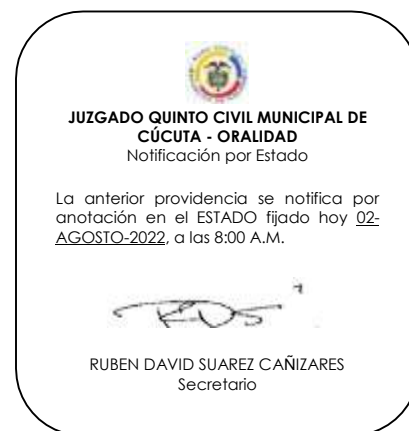 JUZGADO QUINTO CIVIL MUNICIPAL DE
CÚCUTA - ORALIDAD
Notificación por Estado
La anterior providencia se notifica por
anotación en el ESTADO fijado hoy 02-
AGOSTO-2022, a las 8:00 A.M.
RUBEN DAVID SUAREZ CAÑIZARES
Secretario